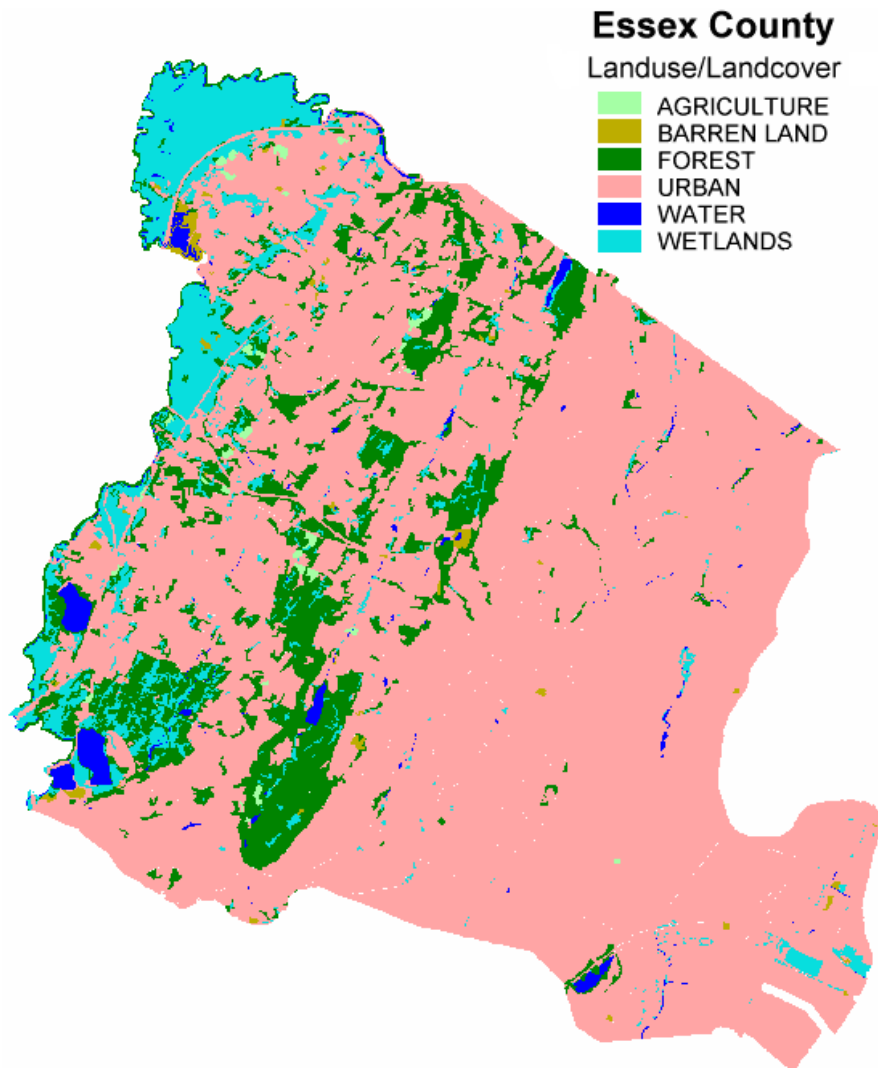 Essex County
Landuse/Landcover
AGRICULTURE
BARREN LAND
FOREST
URBAN
WATER
WETLANDS